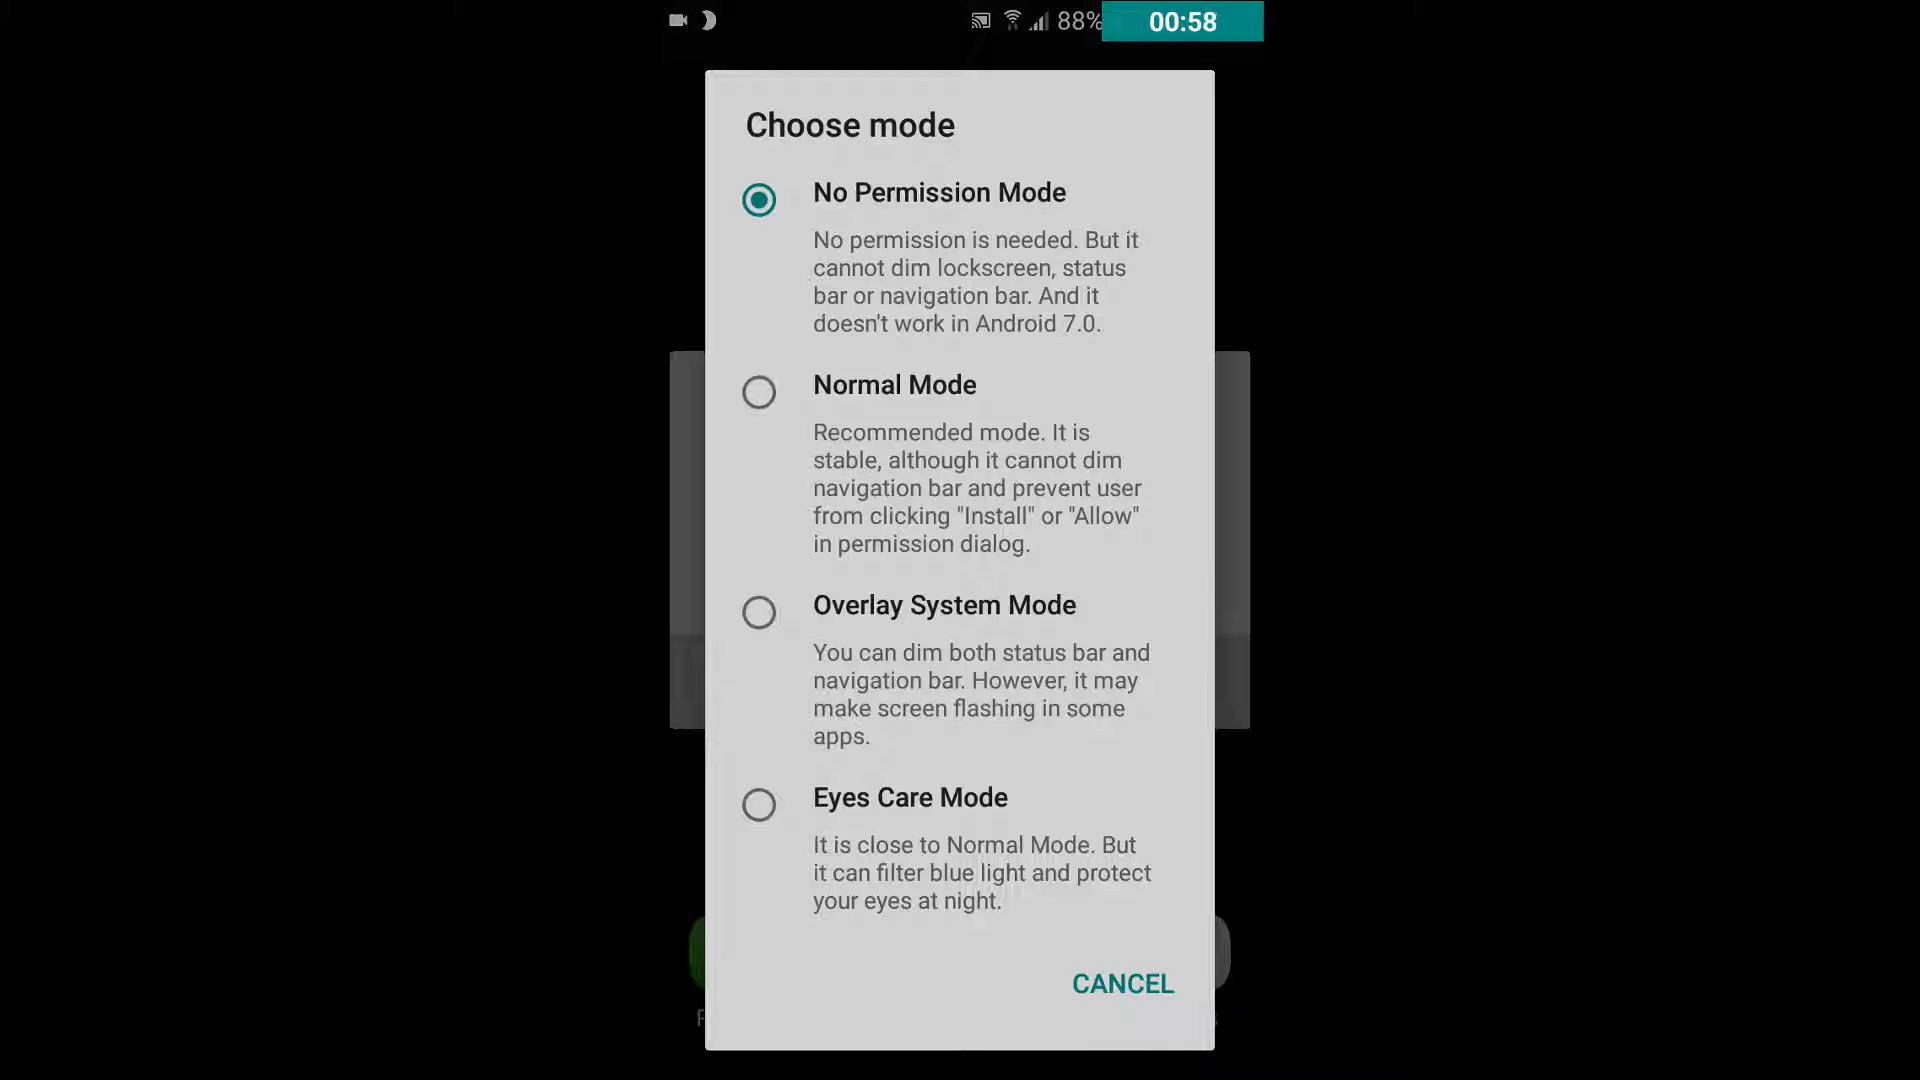 88%
00:58
Choose mode
No Permission Mode
No permission is needed. But it
cannot dim lockscreen, status
bar or navigation bar. And it
doesn't work in Android 7.0.
Normal Mode
Recommended mode. It is
stable, although it cannot dim
navigation bar and prevent user
from clicking "Install" or "Allow"
in permission dialog.
Overlay System Mode
You can dim both status bar and
navigation bar. However, it may
make screen flashing in some
apps.
Eyes Care Mode
It is close to Normal Mode. But
it can filter blue light and protect
your eyes at night.
CANCEL